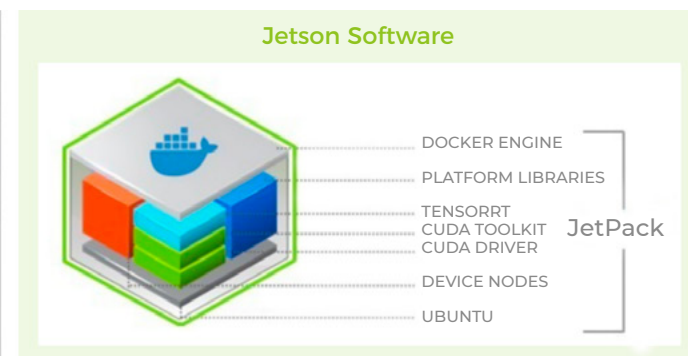 Jetson Software
DOCKER ENGINE
PLATFORM LIBRARIES
TENSORRT
CUDA TOOLKIT
CUDA DRIVER
JetPack
DEVICE NODES
UBUNTU